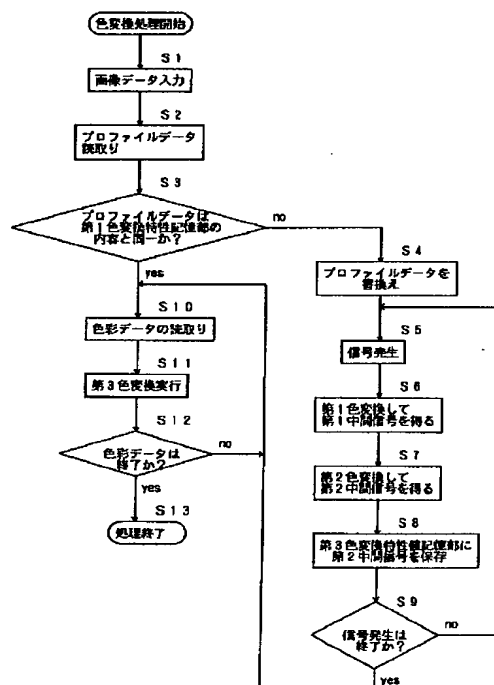 色変換処理開始
S1
画像データ入力
S2
プロファイルデータ
読取り
S3
プロファイルデータは
第1色変換特性記憶部の
内容と同一か?
no
yes
S10
色彩データの読取り
S11
第3色変換実行
S12
色彩データは
終了か?
no
yes
S13
処理終了
S4
プロファイルデータを
書換え
S5
信号発生
S6
第1色変換して
第1中間信号を得る
S7
第2色変換して
第2中間信号を得る
S8
第3色変換特性値記憶部に
第2中間信号を保存
S9
信号発生は
終了か?
no
yes